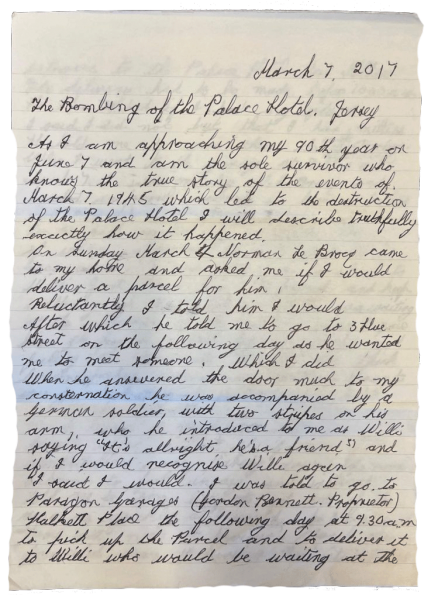 March 7, 2017
The Bombing of the Palace Hotel. Jersey
As I am approaching my 90th year on
June 7 and am the sole survivor who
knows the true story of the events of
March 7. 1945 which led to the destruction
of the Palace Hotel I will describe truthfully
exactly how it happened.
On Sunday March 4 Norman Le Brocq came
to my home and asked me if I would
deliver a parcel for him,
Reluctantly I told him I would
After which he told me to go to 3 Hue
Street on the following day as he wanted
me to meet someone. Which I did
When he answered the door much to my
consternation he was accompanied by a
German soldier, with two stripes on his
arm, who he introduced to me as Willi
saying "It's allright, he's a friend") and
if I would recognise Willi again
I said I would. I was told to go to
Paragon Garages (Gordon Bennett. Proprietor)
Halkett Place the following day at 9.30.a.m
to pick up the Parcel and to deliver it
to Willi who would be waiting at the